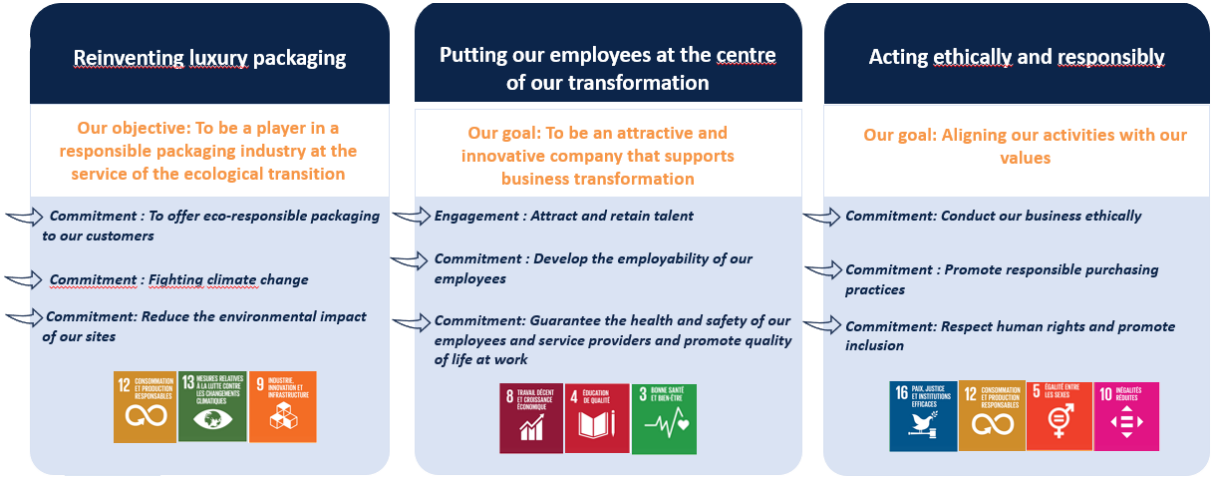 Reinventing luxury packaging
Our objective: To be a player in a
responsible packaging industry at the
service of the ecological transition
Commitment : To offer eco-responsible packaging
to our customers
Commitment : Fighting climate change
Commitment: Reduce the environmental impact
of our sites
12 CONSOMMATION
ET PRODUCTION
RESPONSABLES
13 MESURES RELATIVES
À LA LUTTE CONTRE
LES CHANGEMENTS
CLIMATIQUES
9 INDUSTRIE,
INNOVATION ET
INFRASTRUCTURE
Putting our employees at the centre
of our transformation
Our goal: To be an attractive and
innovative company that supports
business transformation
Engagement : Attract and retain talent
Commitment : Develop the employability of our
employees
Commitment: Guarantee the health and safety of our
employees and service providers and promote quality
of life at work
8 TRAVAIL DÉCENT
ET CROISSANCE
ÉCONOMIQUE
4 ÉDUCATION
DE QUALITÉ
3 BONNE SANTÉ
ET BIEN-ÊTRE
Acting ethically and responsibly
Our goal: Aligning our activities with our
values
Commitment: Conduct our business ethically
Commitment : Promote responsible purchasing
practices
Commitment: Respect human rights and promote
inclusion
16 PAIX, JUSTICE
ET INSTITUTIONS
EFFICACES
12 CONSOMMATION
ET PRODUCTION
RESPONSABLES
5 ÉGALITÉ ENTRE
LES SEXES
10 INÉGALITÉS
RÉDUITES